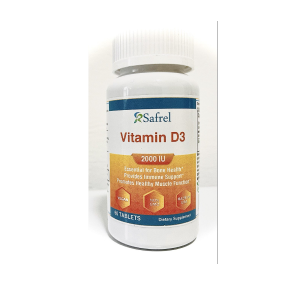 Safrel
Vitamin D3
2000 IU
Essential for Bone Health
Provides Immune Support
Promotes Healthy Muscle Function
TABLETS
Dietary Supplement